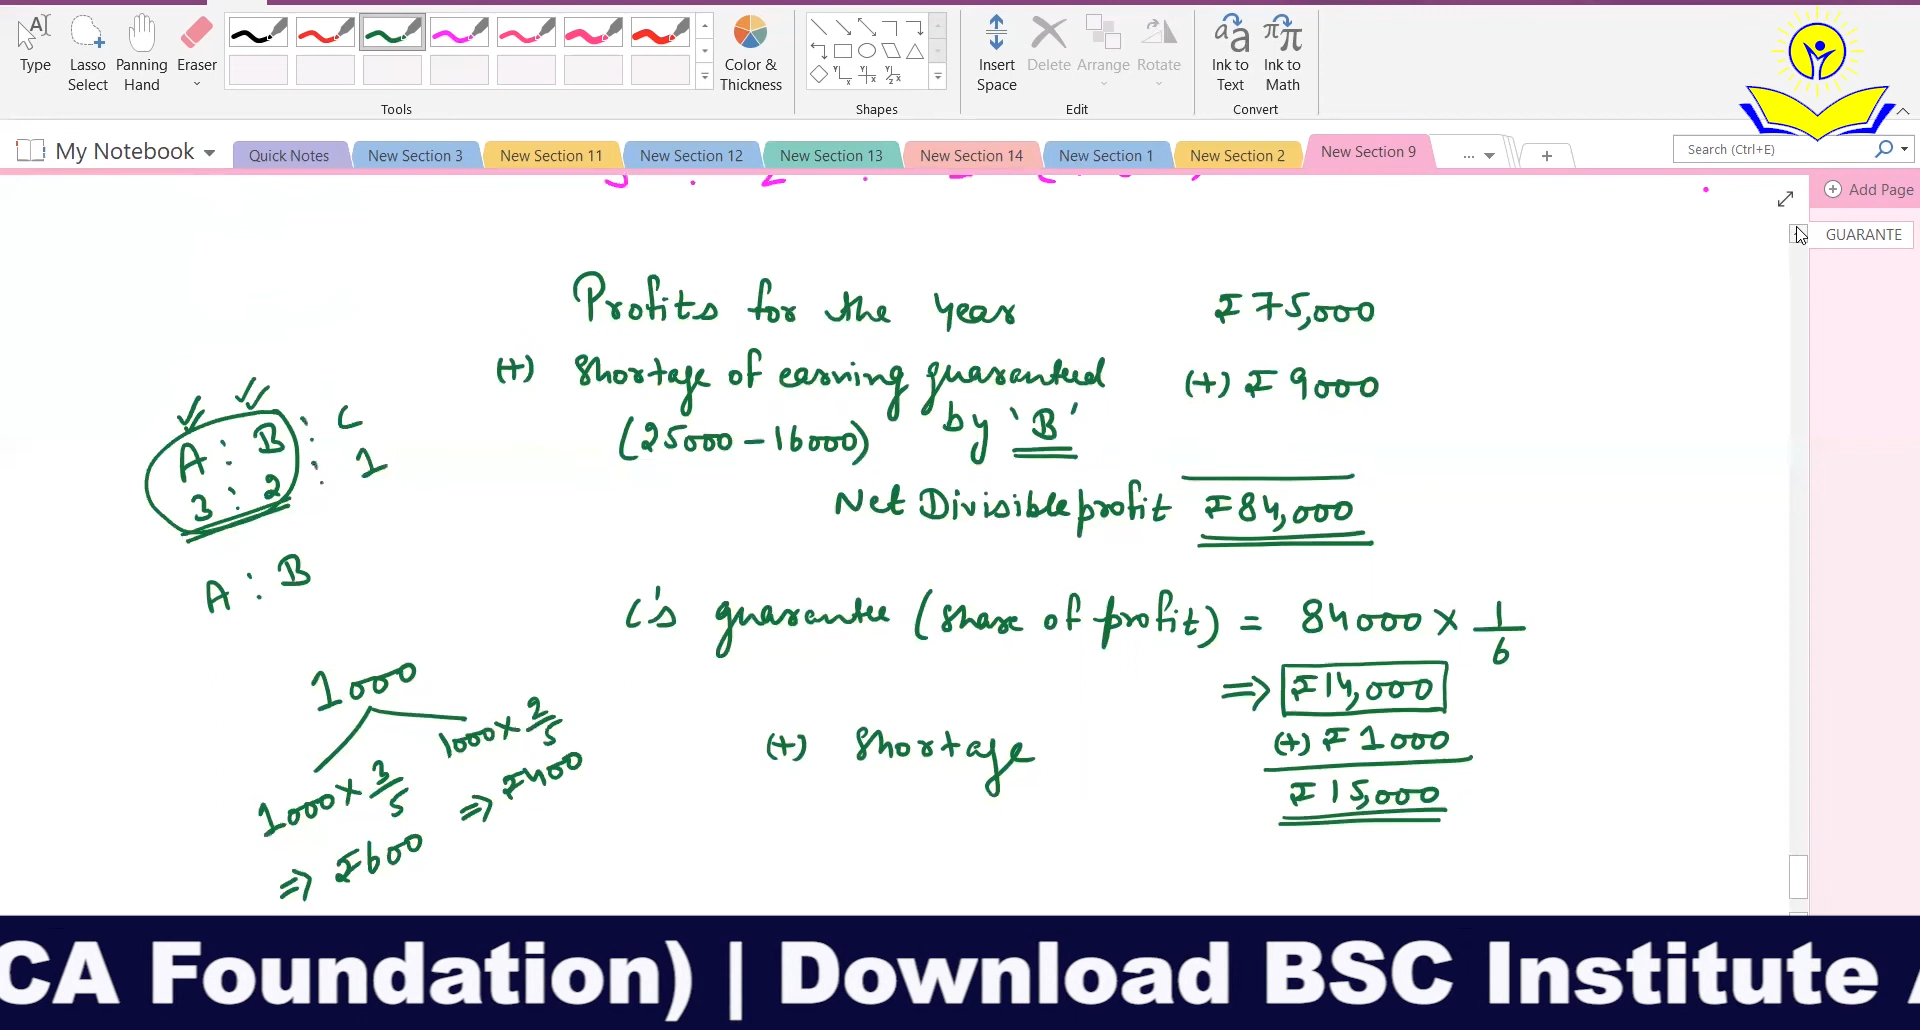 Type
Lasso Select
Panning Hand
Eraser
Color & Thickness
Insert Space
Delete
Arrange
Rotate
Ink to Text
Ink to Math
Tools
Shapes
Edit
Convert
My Notebook
Quick Notes
New Section 3
New Section 11
New Section 12
New Section 13
New Section 14
New Section 1
New Section 2
New Section 9
...
Search (Ctrl+E)
Add Page
GUARANTE
Profits for the year ₹75,000
(+) Shortage of earning guaranteed (+) ₹9000
(25000-16000) by 'B'
Net Divisible profit ₹84,000
C's guarantee (share of profit) = 84000 × 1/6
⇒ ₹14,000
(+) Shortage (+) ₹1000
₹15,000
A : B : C
3 : 2 : 1
A : B
1000
1000 × 2/5
⇒ ₹400
1000 × 3/5
⇒ ₹600
CA Foundation) | Download BSC Institute